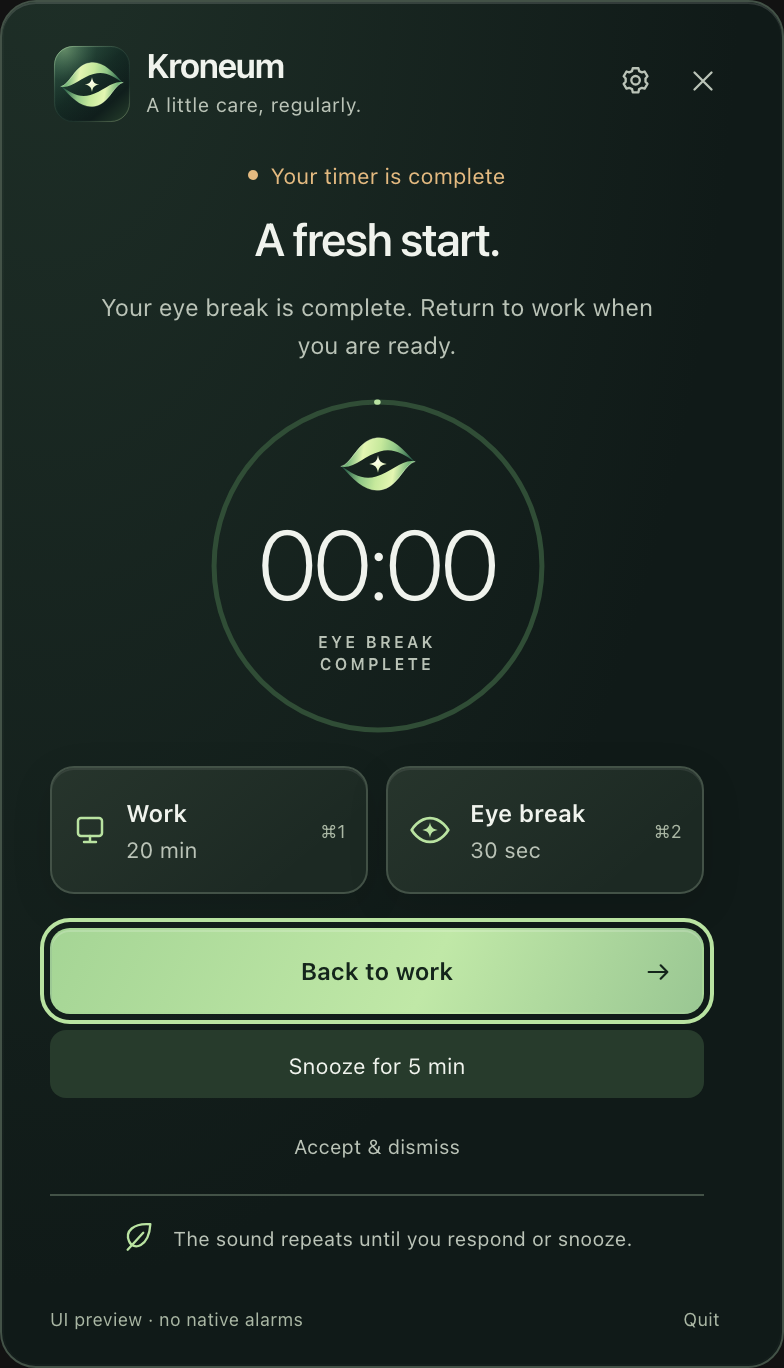 Kroneum
A little care, regularly.
Your timer is complete
A fresh start.
Your eye break is complete. Return to work when
you are ready.
00:00
EYE BREAK
COMPLETE
Work
20 min
⌘1
Eye break
30 sec
⌘2
Back to work
Snooze for 5 min
Accept & dismiss
The sound repeats until you respond or snooze.
UI preview · no native alarms
Quit